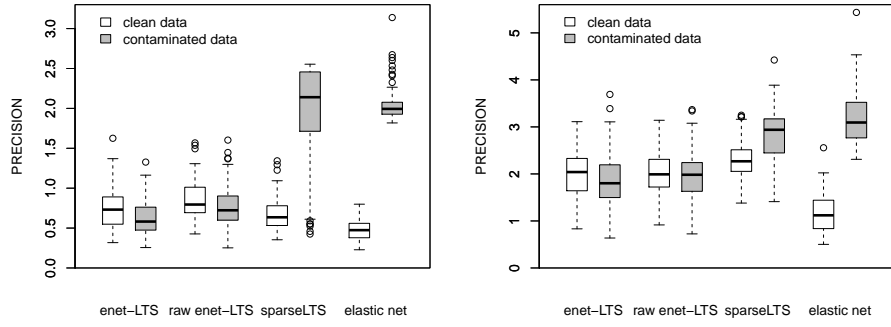 clean data
contaminated data
PRECISION
0.0
0.5
1.0
1.5
2.0
2.5
3.0
enet−LTS raw enet−LTS sparseLTS elastic net
clean data
contaminated data
PRECISION
0
1
2
3
4
5
enet−LTS raw enet−LTS sparseLTS elastic net